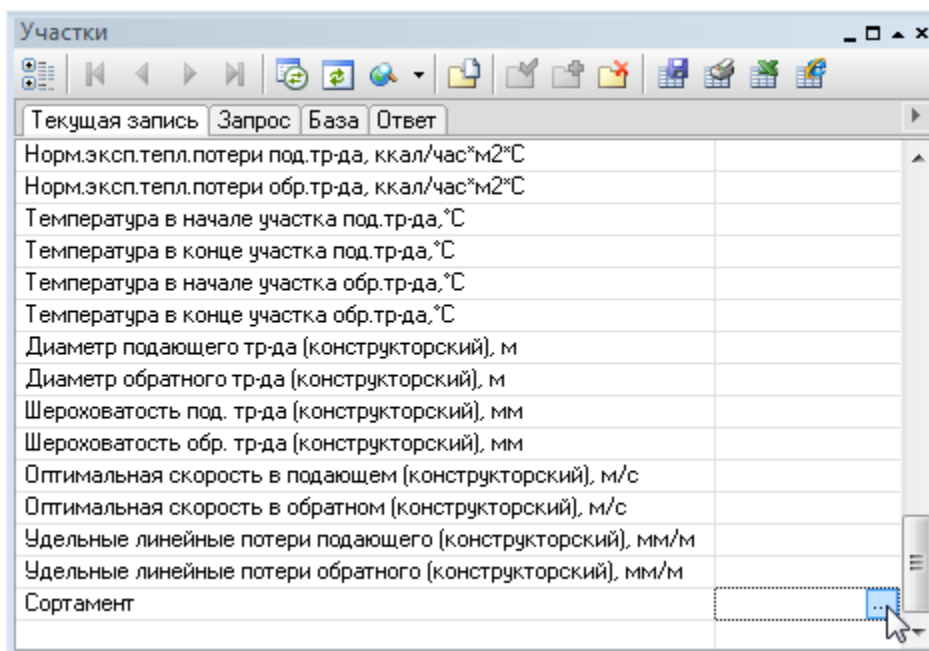 Участки
Текущая запись Запрос База Ответ
Норм.эксп.тепл.потери под.тр-да, ккал/час*м2*С
Норм.эксп.тепл.потери обр.тр-да, ккал/час*м2*С
Температура в начале участка под.тр-да,°С
Температура в конце участка под.тр-да,°С
Температура в начале участка обр.тр-да,°С
Температура в конце участка обр.тр-да,°С
Диаметр подающего тр-да (конструкторский), м
Диаметр обратного тр-да (конструкторский), м
Шероховатость под. тр-да (конструкторский), мм
Шероховатость обр. тр-да (конструкторский), мм
Оптимальная скорость в подающем (конструкторский), м/с
Оптимальная скорость в обратном (конструкторский), м/с
Удельные линейные потери подающего (конструкторский), мм/м
Удельные линейные потери обратного (конструкторский), мм/м
Сортамент ...